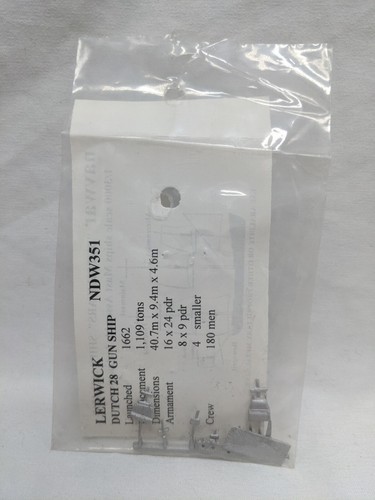 LERWICK NDW351
DUTCH 28 GUN SHIP
Launched 1662
1,109 tons
Dimensions 40.7m x 9.4m x 4.6m
Armament 16 x 24 pdr
8 x 9 pdr
4 smaller
Crew 180 men